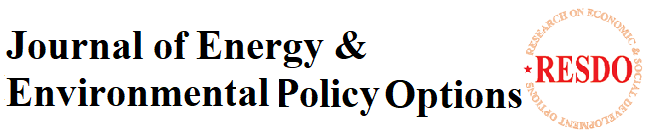 Journal of Energy &
Environmental Policy Options
RESEARCH ON ECONOMIC & SOCIAL DEVELOPMENT OPTIONS
RESDO